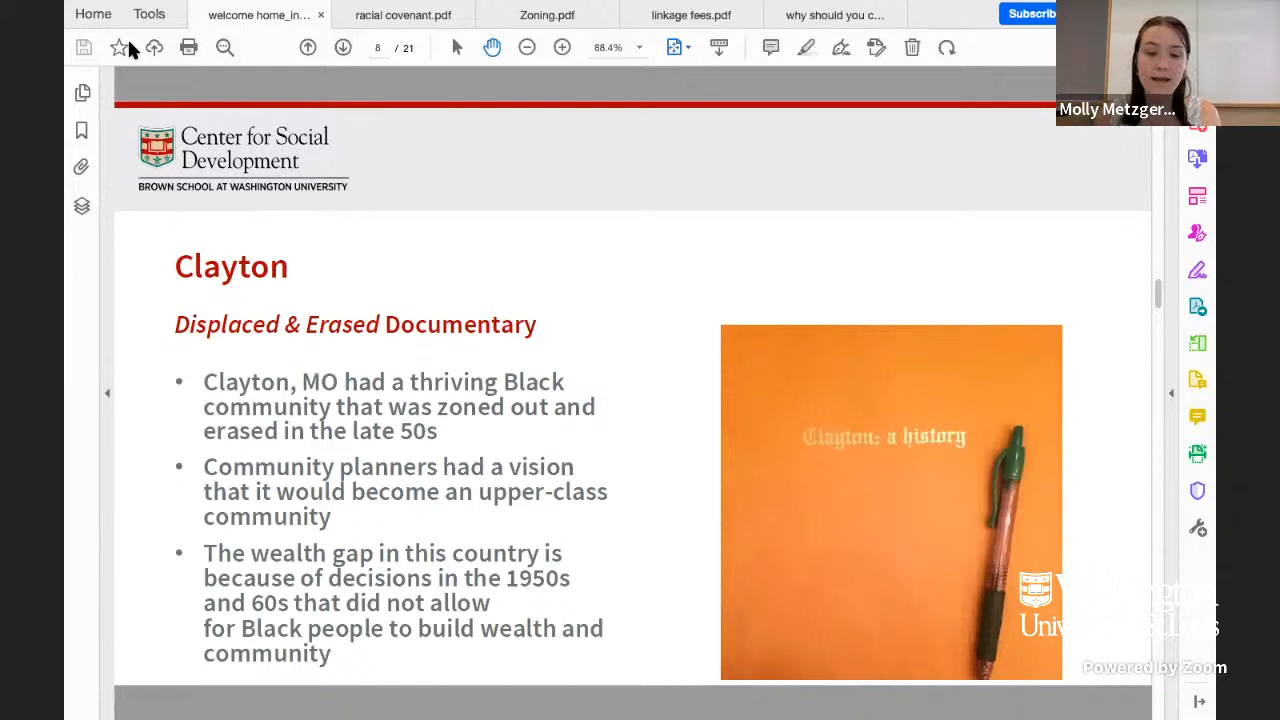 Home Tools welcome home_in... × racial covenant.pdf Zoning.pdf linkage fees.pdf why should you c... Subscrib
8 / 21 88.4%
Molly Metzger...
Center for Social
Development
BROWN SCHOOL AT WASHINGTON UNIVERSITY
Clayton
Displaced & Erased Documentary
• Clayton, MO had a thriving Black
community that was zoned out and
erased in the late 50s
• Community planners had a vision
that it would become an upper-class
community
• The wealth gap in this country is
because of decisions in the 1950s
and 60s that did not allow
for Black people to build wealth and
community
Clayton: a history
Washington
University in St. Louis
Powered by Zoom